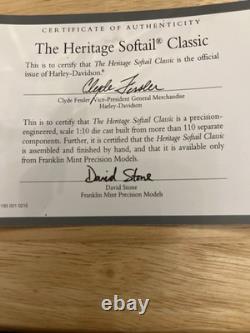 CERTIFICATE OF AUTHENTICITY
The Heritage Softail® Classic
This is to certify that The Heritage Softail Classic is the official
issue of Harley-Davidson.®
Clyde Fessler
Clyde Fessler/vice-President General Merchandise
Harley-Davidson
This is to certify that The Heritage Softail Classic is a precision-
engineered, scale 1:10 die cast built from more than 110 separate
components. Further, it is certified that the Heritage Softail Classic
is assembled and finished by hand, and that it is available only
from Franklin Mint Precision Models.
David Stone
David Stone
Franklin Mint Precision Models